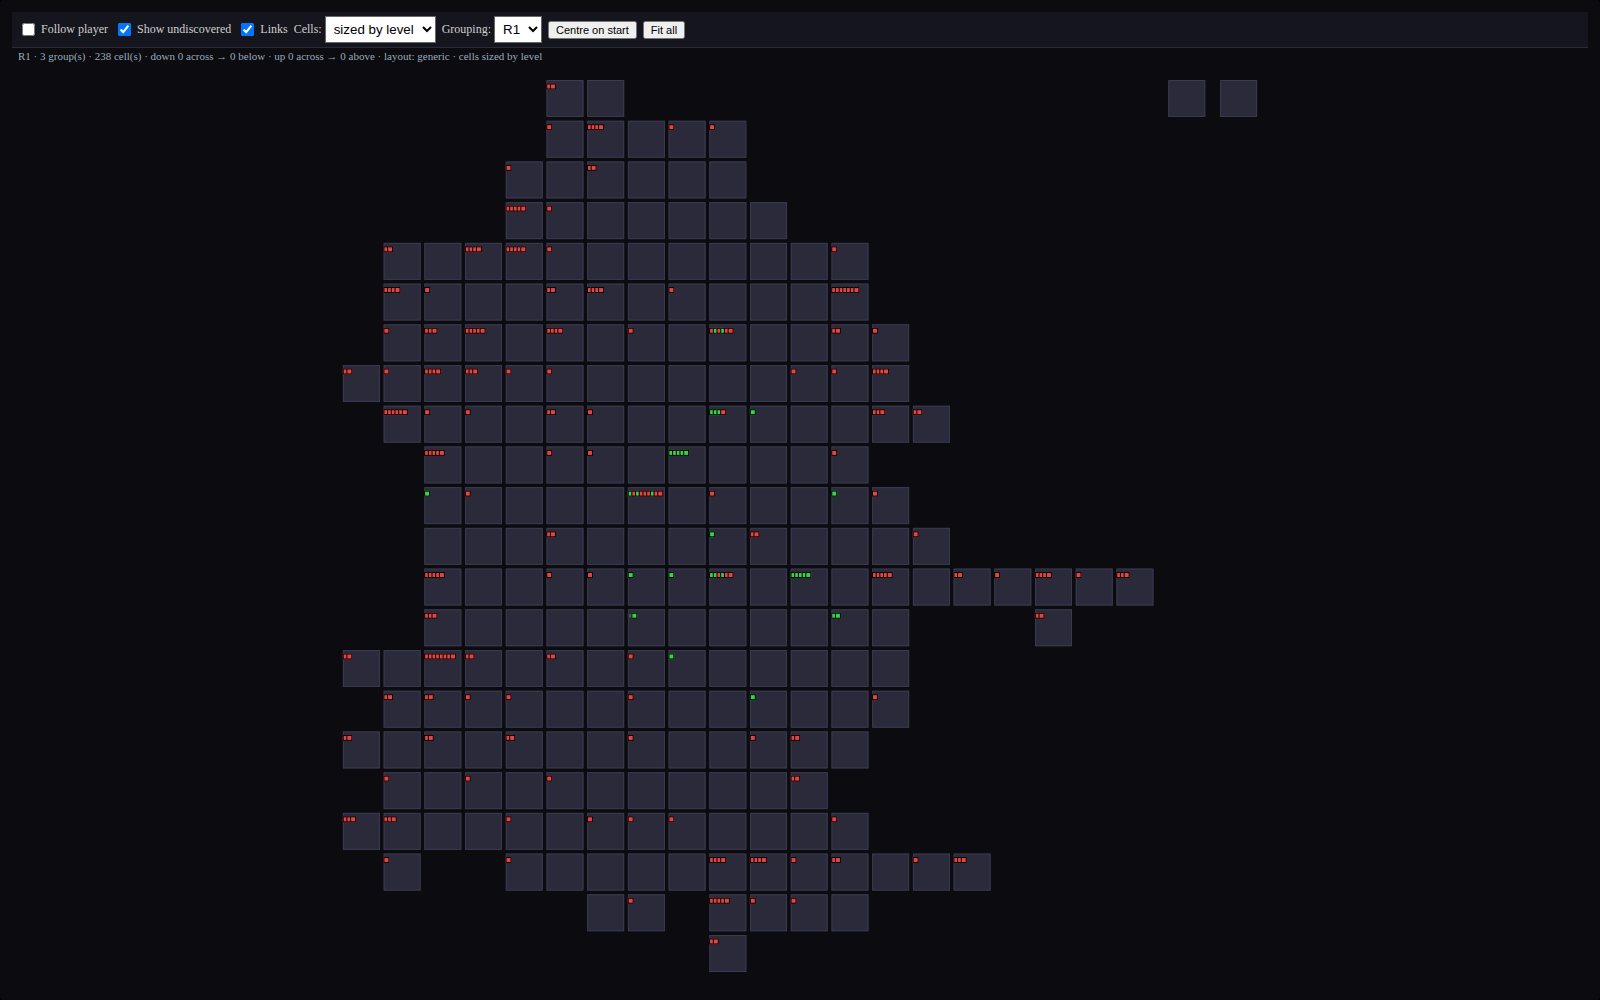 Follow player Show undiscovered Links Cells: sized by level Grouping: R1 Centre on start Fit all
R1 · 3 group(s) · 238 cell(s) · down 0 across → 0 below · up 0 across → 0 above · layout: generic · cells sized by level